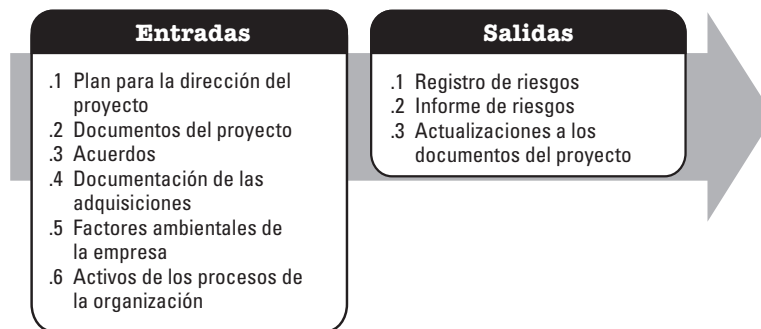 Entradas
.1 Plan para la dirección del
proyecto
.2 Documentos del proyecto
.3 Acuerdos
.4 Documentación de las
adquisiciones
.5 Factores ambientales de
la empresa
.6 Activos de los procesos de
la organización
Salidas
.1 Registro de riesgos
.2 Informe de riesgos
.3 Actualizaciones a los
documentos del proyecto